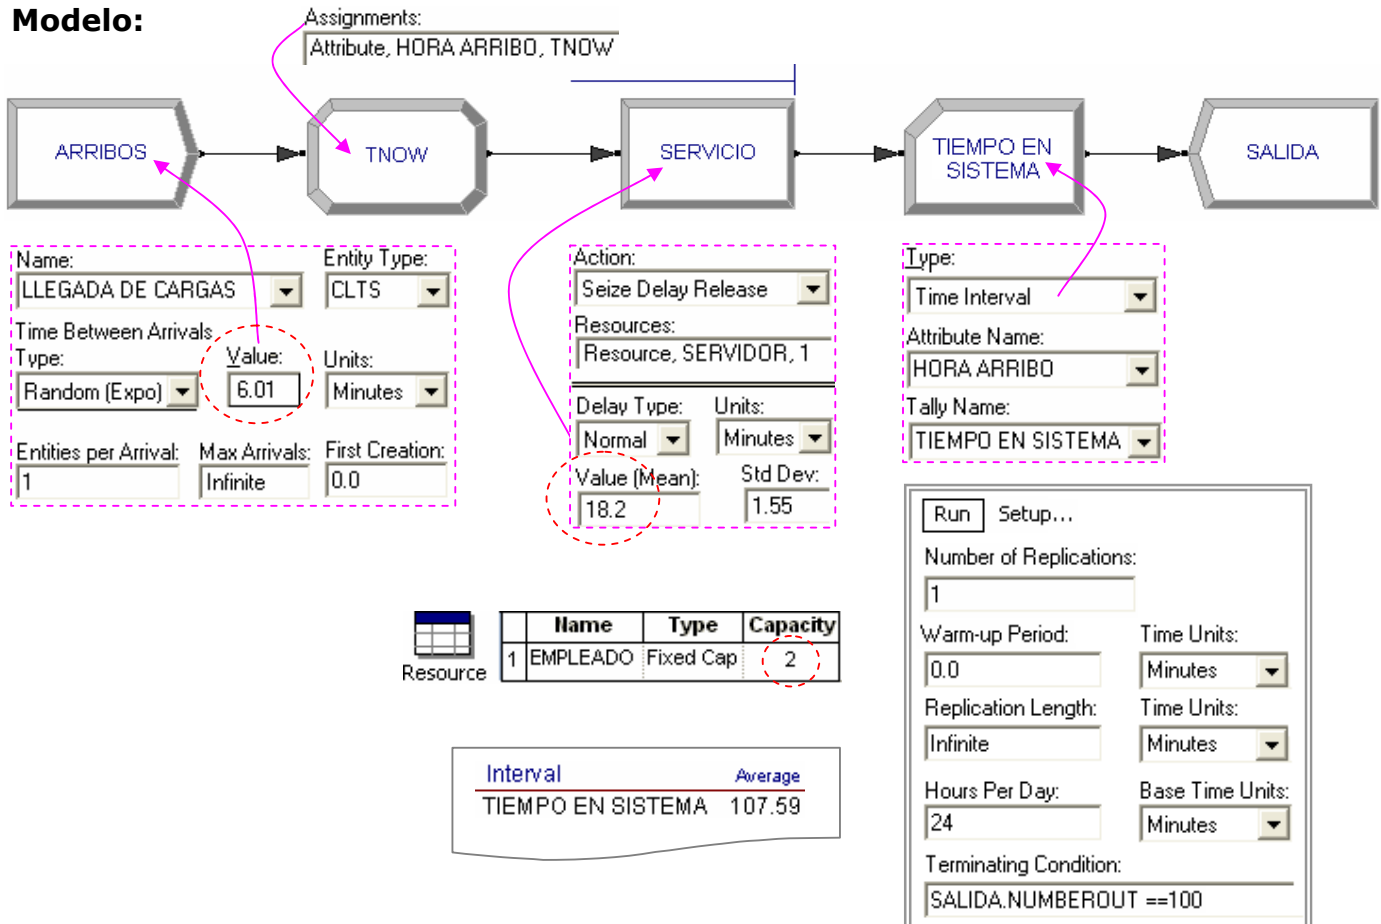 Modelo:
Assignments:
Attribute, HORA ARRIBO, TNOW
ARRIBOS
TNOW
SERVICIO
TIEMPO EN
SISTEMA
SALIDA
Name:
Entity Type:
LLEGADA DE CARGAS
CLTS
Time Between Arrivals
Type:
Value:
Units:
Random (Expo)
6.01
Minutes
Entities per Arrival:
Max Arrivals:
First Creation:
1
Infinite
0.0
Action:
Seize Delay Release
Resources:
Resource, SERVIDOR, 1
Delay Type:
Units:
Normal
Minutes
Value (Mean):
Std Dev:
18.2
1.55
Type:
Time Interval
Attribute Name:
HORA ARRIBO
Tally Name:
TIEMPO EN SISTEMA
Resource
Name Type Capacity
1 EMPLEADO Fixed Cap 2
Interval Average
TIEMPO EN SISTEMA 107.59
Run Setup...
Number of Replications:
1
Warm-up Period: Time Units:
0.0 Minutes
Replication Length: Time Units:
Infinite Minutes
Hours Per Day: Base Time Units:
24 Minutes
Terminating Condition:
SALIDA.NUMBEROUT ==100